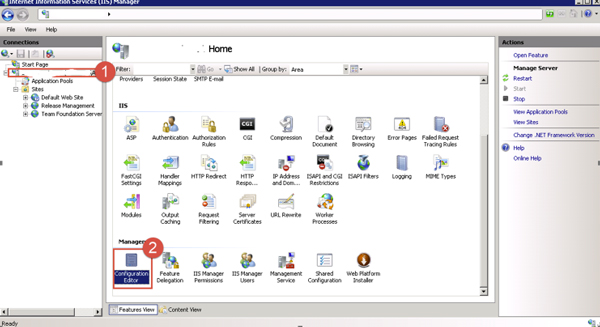 Internet Information Services (IIS) Manager
File View Help
Connections
Start Page
Application Pools
Sites
Default Web Site
Release Management
Team Foundation Server
1
Home
Filter: Show All Group by: Area
Providers Session State SMTP E-mail
IIS
ASP Authentication Authorization Rules CGI Compression Default Document Directory Browsing Error Pages Failed Request Tracing Rules
FastCGI Settings Handler Mappings HTTP Redirect HTTP Respo... IP Address and Dom... ISAPI and CGI Restrictions ISAPI Filters Logging MIME Types
Modules Output Caching Request Filtering Server Certificates URL Rewrite Worker Processes
Manage
2
Configuration Editor Feature Delegation IIS Manager Permissions IIS Manager Users Management Service Shared Configuration Web Platform Installer
Features View Content View
Actions
Open Feature
Manage Server
Restart
Start
Stop
View Application Pools
View Sites
Change .NET Framework Version
Help
Online Help
Ready